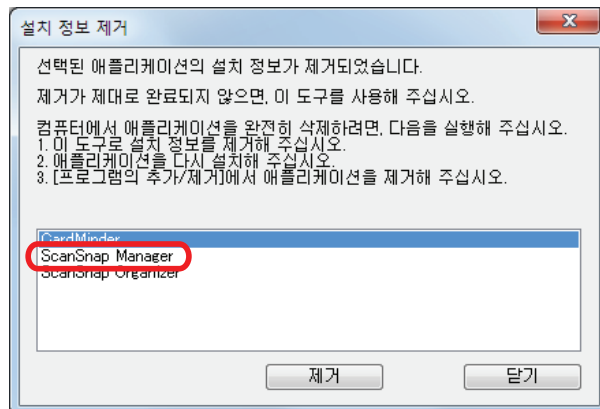 설치 정보 제거
선택된 애플리케이션의 설치 정보가 제거되었습니다.
제거가 제대로 완료되지 않으면, 이 도구를 사용해 주십시오.
컴퓨터에서 애플리케이션을 완전히 삭제하려면, 다음을 실행해 주십시오.
1. 이 도구로 설치 정보를 제거해 주십시오.
2. 애플리케이션을 다시 설치해 주십시오.
3. [프로그램의 추가/제거]에서 애플리케이션을 제거해 주십시오.
CardMinder
ScanSnap Manager
ScanSnap Organizer
제거 닫기